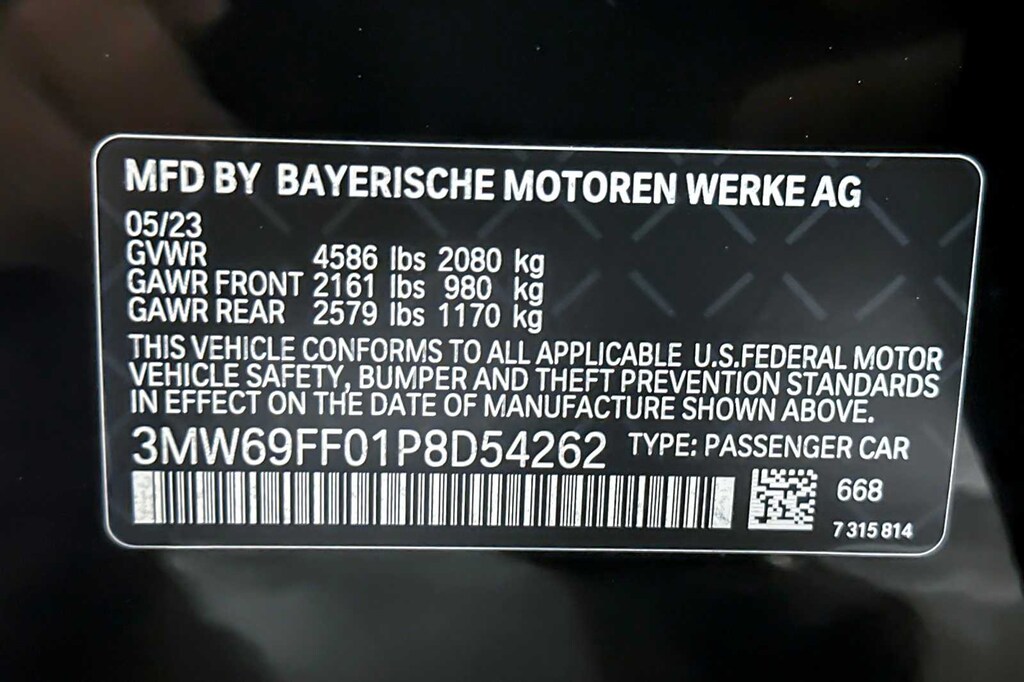 MFD BY BAYERISCHE MOTOREN WERKE AG
05/23
GVWR 4586 lbs 2080 kg
GAWR FRONT 2161 lbs 980 kg
GAWR REAR 2579 lbs 1170 kg
THIS VEHICLE CONFORMS TO ALL APPLICABLE U.S.FEDERAL MOTOR
VEHICLE SAFETY, BUMPER AND THEFT PREVENTION STANDARDS
IN EFFECT ON THE DATE OF MANUFACTURE SHOWN ABOVE.
3MW69FF01P8D54262 TYPE: PASSENGER CAR
668
7 315 814